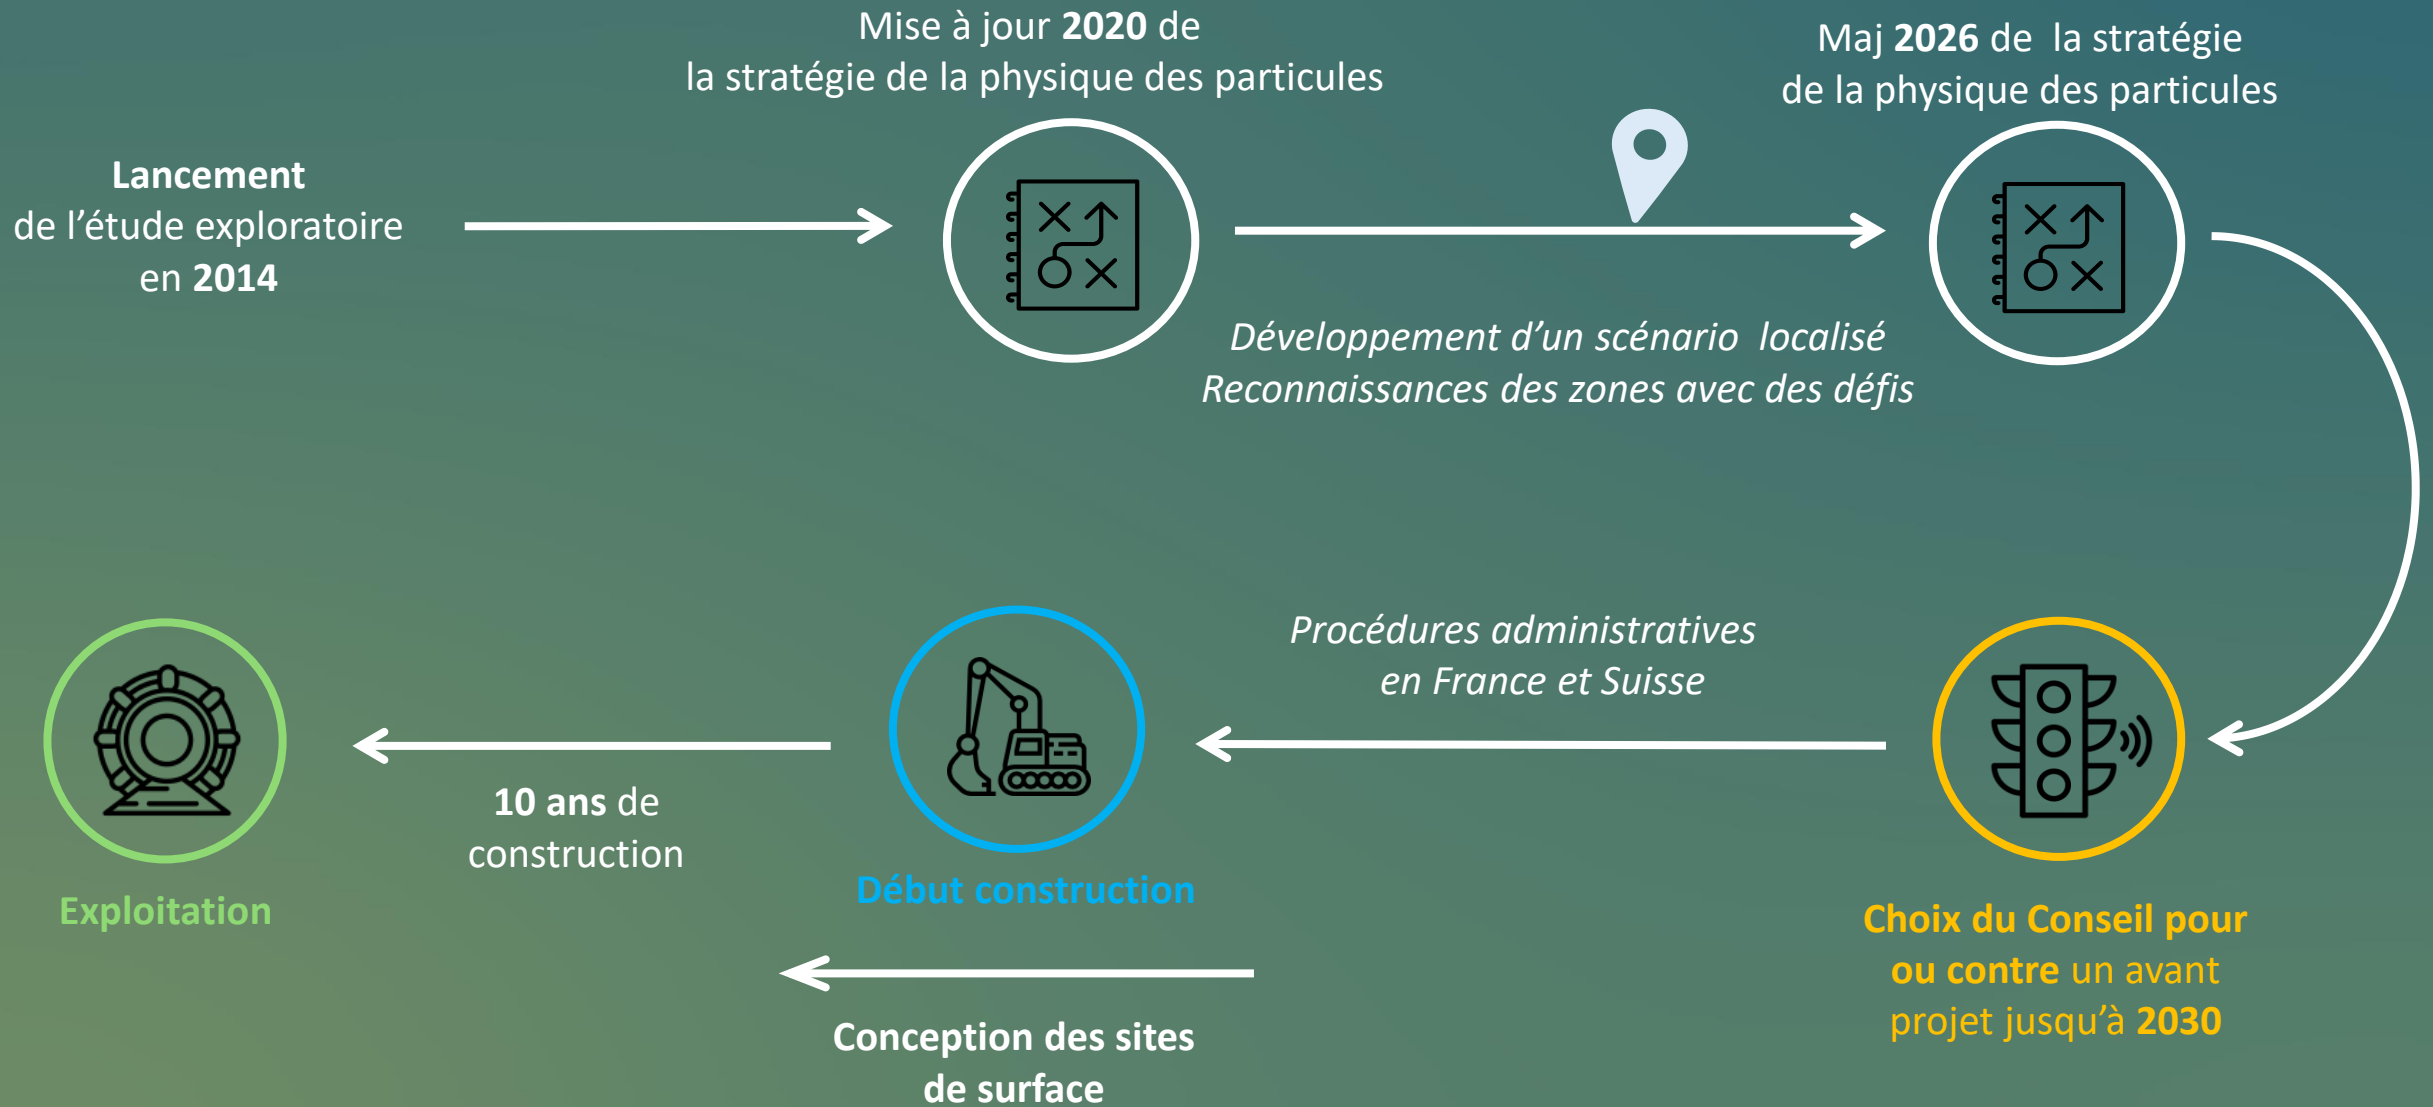 Lancement
de l'étude exploratoire
en 2014
Mise à jour 2020 de
la stratégie de la physique des particules
Développement d'un scénario localisé
Reconnaissances des zones avec des défis
Maj 2026 de la stratégie
de la physique des particules
Choix du Conseil pour
ou contre un avant
projet jusqu'à 2030
Procédures administratives
en France et Suisse
Début construction
Conception des sites
de surface
10 ans de
construction
Exploitation